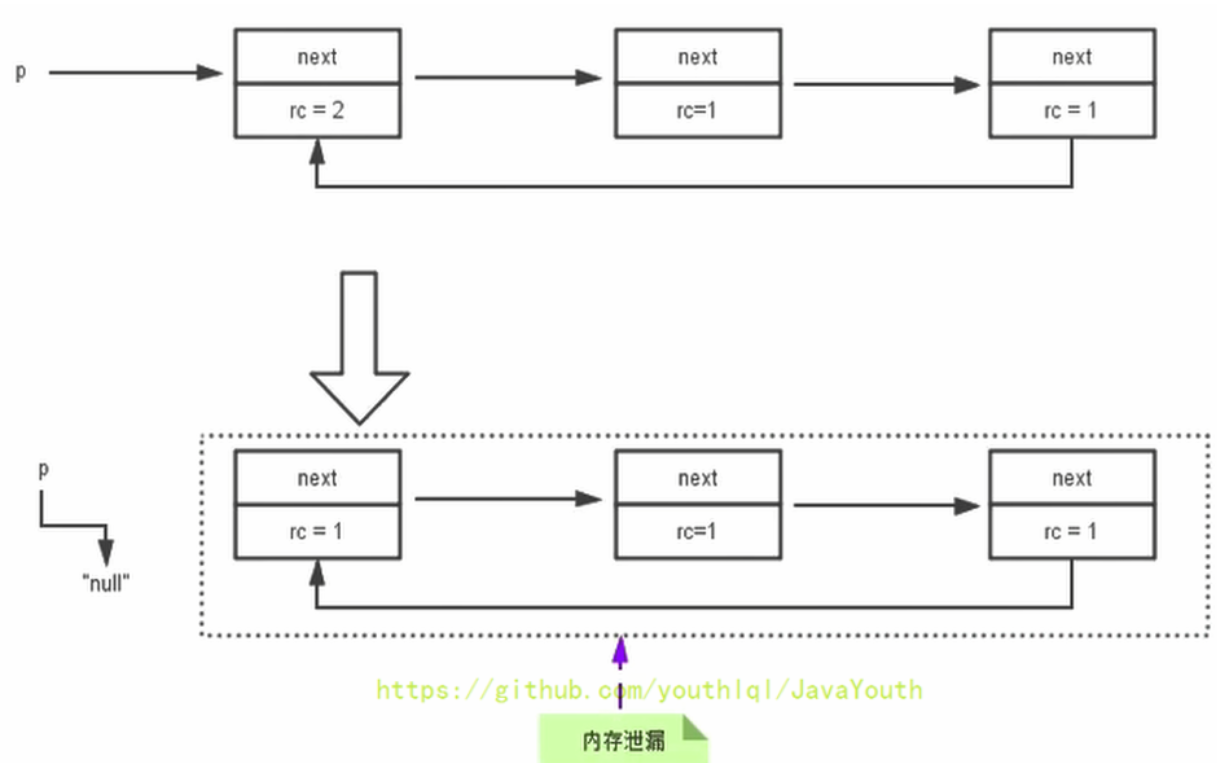 next
next
next
p
rc = 2
rc=1
rc = 1
p
next
next
next
rc = 1
rc=1
rc = 1
"null"
https://github.com/youthlql/JavaYouth
内存泄漏